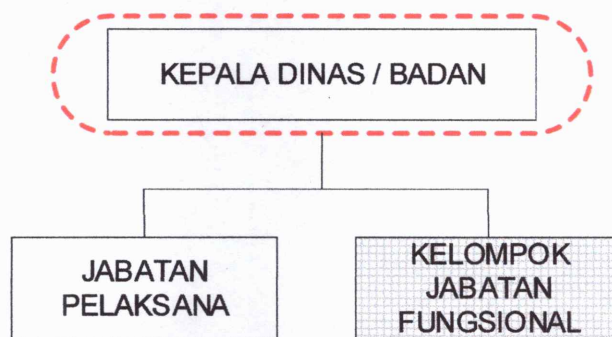 KEPALA DINAS / BADAN
JABATAN
PELAKSANA
KELOMPOK
JABATAN
FUNGSIONAL